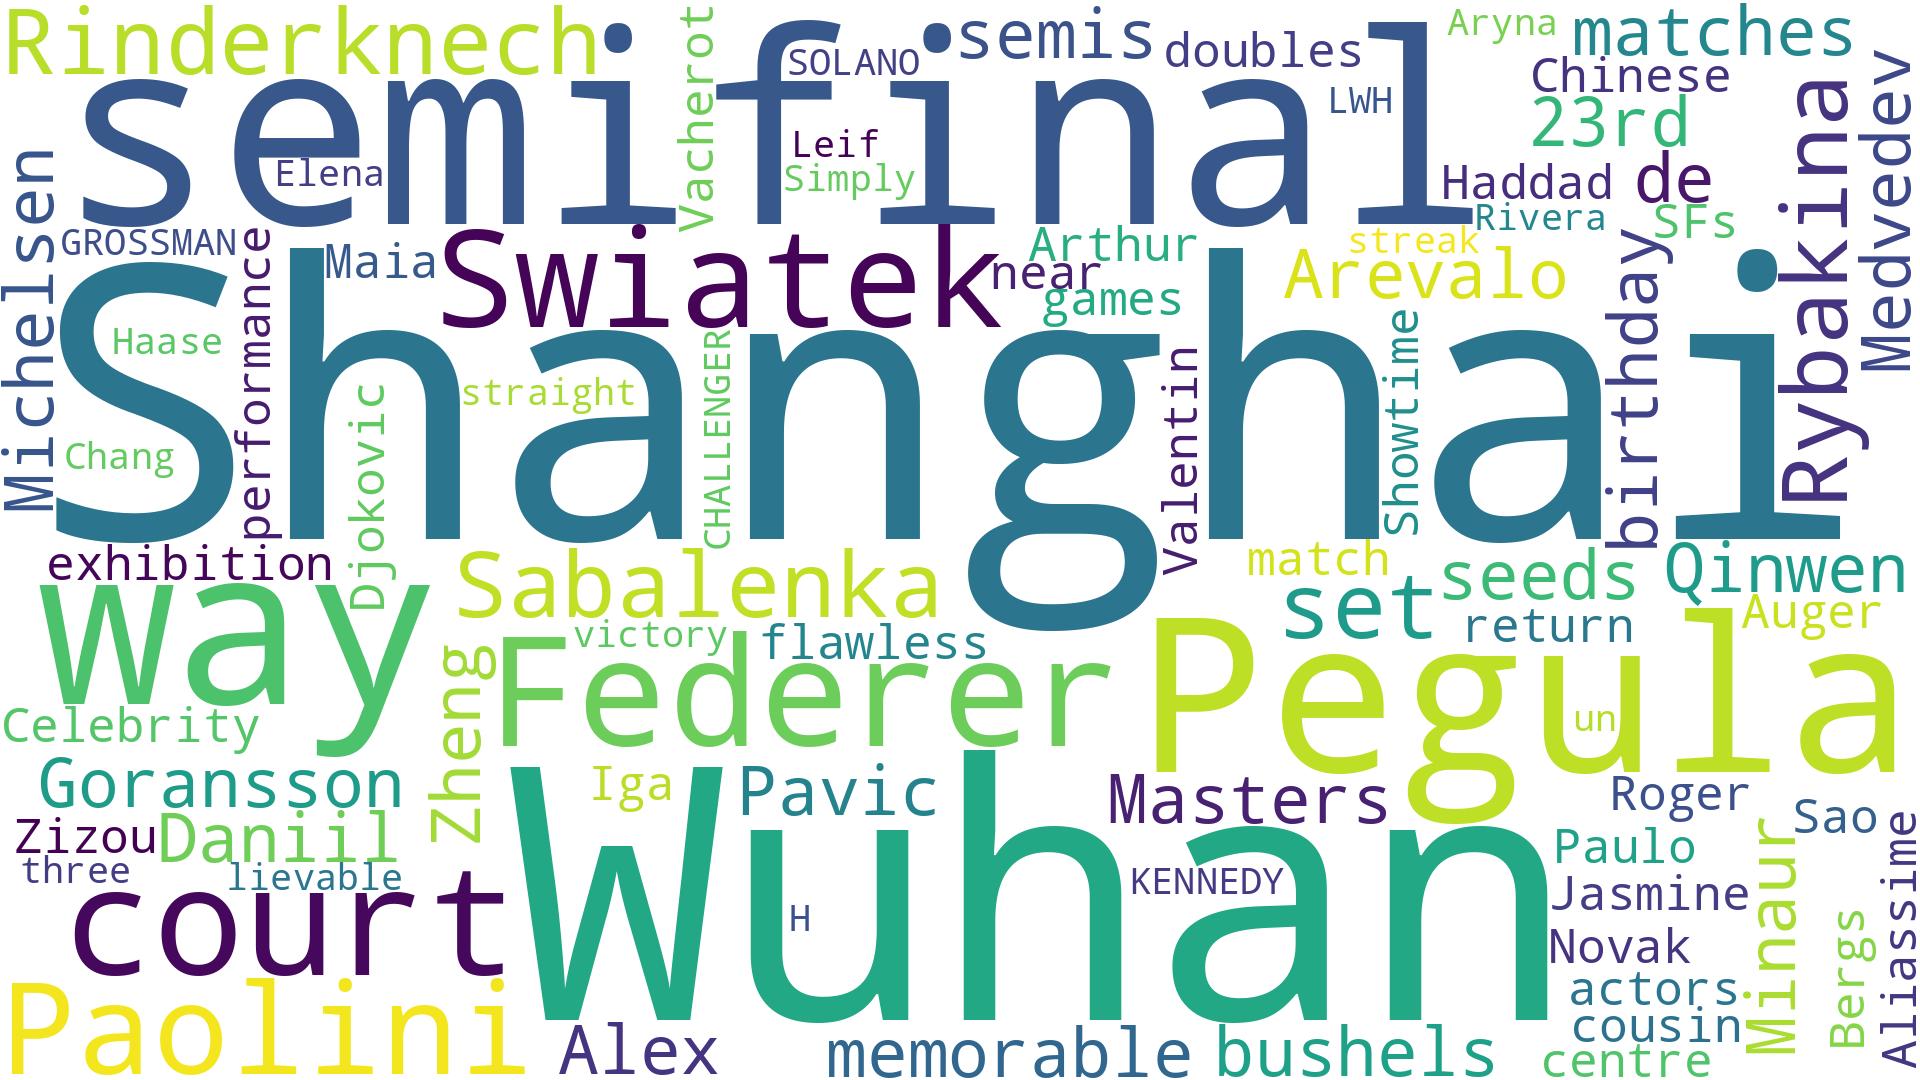 Rinderknech
semifinal
Vacherot
SOLANO
semis
doubles
Aryna
matches
LWH
Chinese
23rd
Leif
Simply
Elena
Haddad
de
Rivera
SFs
Rybakina
Medvedev
Michelsen
GROSSMAN
performance
Maia
Swiatek
near
Arthur
games
streak
Arevalo
birthday
Shanghai
Haase
Chang
Djokovic
straight
CHALLENGER
Valentin
Showtime
exhibition
way
Sabalenka
match
set
seeds
Qinwen
return
Auger
victory
flawless
Federer
Pegula
un
Celebrity
Zheng
Goransson
Iga
Pavic
Masters
Roger
Sao
Zizou
Daniil
three
lievable
court
Wuhan
H
KENNEDY
Paulo
Jasmine
Novak
Minaur
Bergs
Aliassime
Paolini
Alex
memorable
bushels
actors
cousin
centre